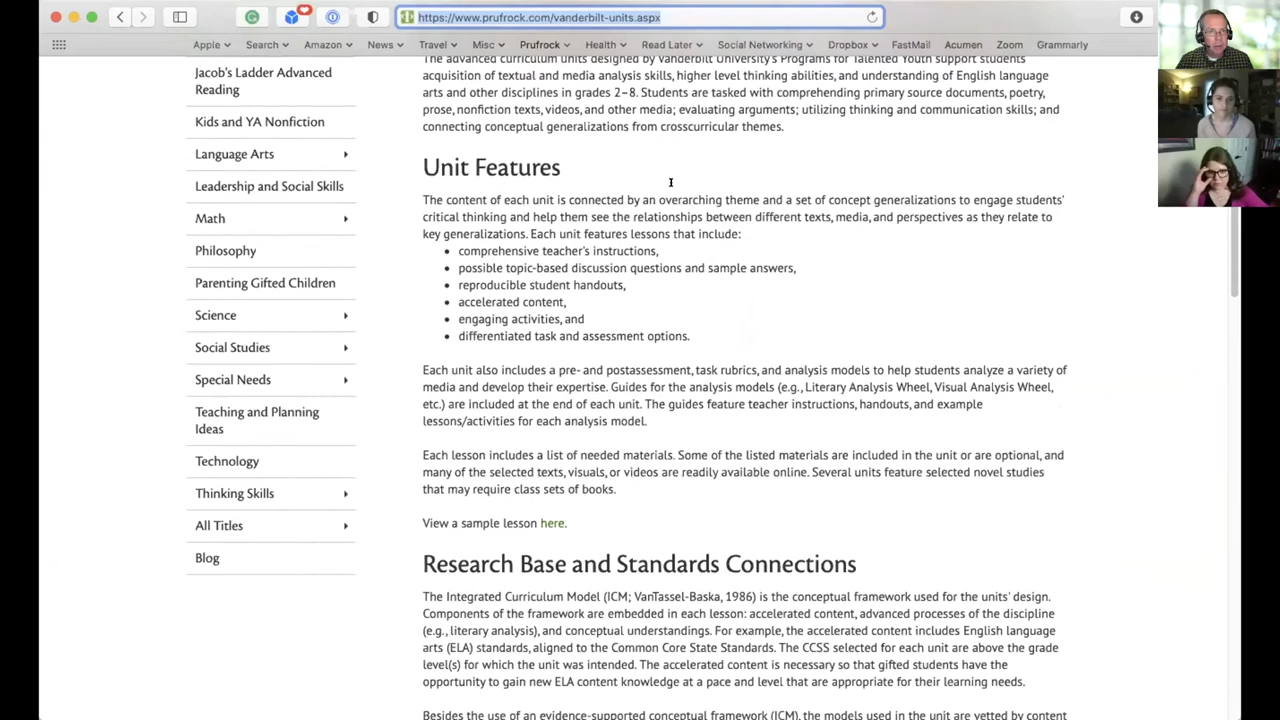 https://www.prufrock.com/vanderbilt-units.aspx
Apple
Search
Amazon
News
Travel
Misc
Prufrock
Health
Read Later
Social Networking
Dropbox
FastMail
Acumen
Zoom
Grammarly
Jacob's Ladder Advanced
Reading
Kids and YA Nonfiction
Language Arts
Leadership and Social Skills
Math
Philosophy
Parenting Gifted Children
Science
Social Studies
Special Needs
Teaching and Planning
Ideas
Technology
Thinking Skills
All Titles
Blog
The advanced curriculum units designed by Vanderbilt University's Programs for Talented Youth support students'
acquisition of textual and media analysis skills, higher level thinking abilities, and understanding of English language
arts and other disciplines in grades 2–8. Students are tasked with comprehending primary source documents, poetry,
prose, nonfiction texts, videos, and other media; evaluating arguments; utilizing thinking and communication skills; and
connecting conceptual generalizations from crosscurricular themes.
Unit Features
The content of each unit is connected by an overarching theme and a set of concept generalizations to engage students'
critical thinking and help them see the relationships between different texts, media, and perspectives as they relate to
key generalizations. Each unit features lessons that include:
• comprehensive teacher's instructions,
• possible topic-based discussion questions and sample answers,
• reproducible student handouts,
• accelerated content,
• engaging activities, and
• differentiated task and assessment options.
Each unit also includes a pre- and postassessment, task rubrics, and analysis models to help students analyze a variety of
media and develop their expertise. Guides for the analysis models (e.g., Literary Analysis Wheel, Visual Analysis Wheel,
etc.) are included at the end of each unit. The guides feature teacher instructions, handouts, and example
lessons/activities for each analysis model.
Each lesson includes a list of needed materials. Some of the listed materials are included in the unit or are optional, and
many of the selected texts, visuals, or videos are readily available online. Several units feature selected novel studies
that may require class sets of books.
View a sample lesson here.
Research Base and Standards Connections
The Integrated Curriculum Model (ICM; VanTassel-Baska, 1986) is the conceptual framework used for the units' design.
Components of the framework are embedded in each lesson: accelerated content, advanced processes of the discipline
(e.g., literary analysis), and conceptual understandings. For example, the accelerated content includes English language
arts (ELA) standards, aligned to the Common Core State Standards. The CCSS selected for each unit are above the grade
level(s) for which the unit was intended. The accelerated content is necessary so that gifted students have the
opportunity to gain new ELA content knowledge at a pace and level that are appropriate for their learning needs.
Besides the use of an evidence-supported conceptual framework (ICM), the models used in the unit are vetted by content